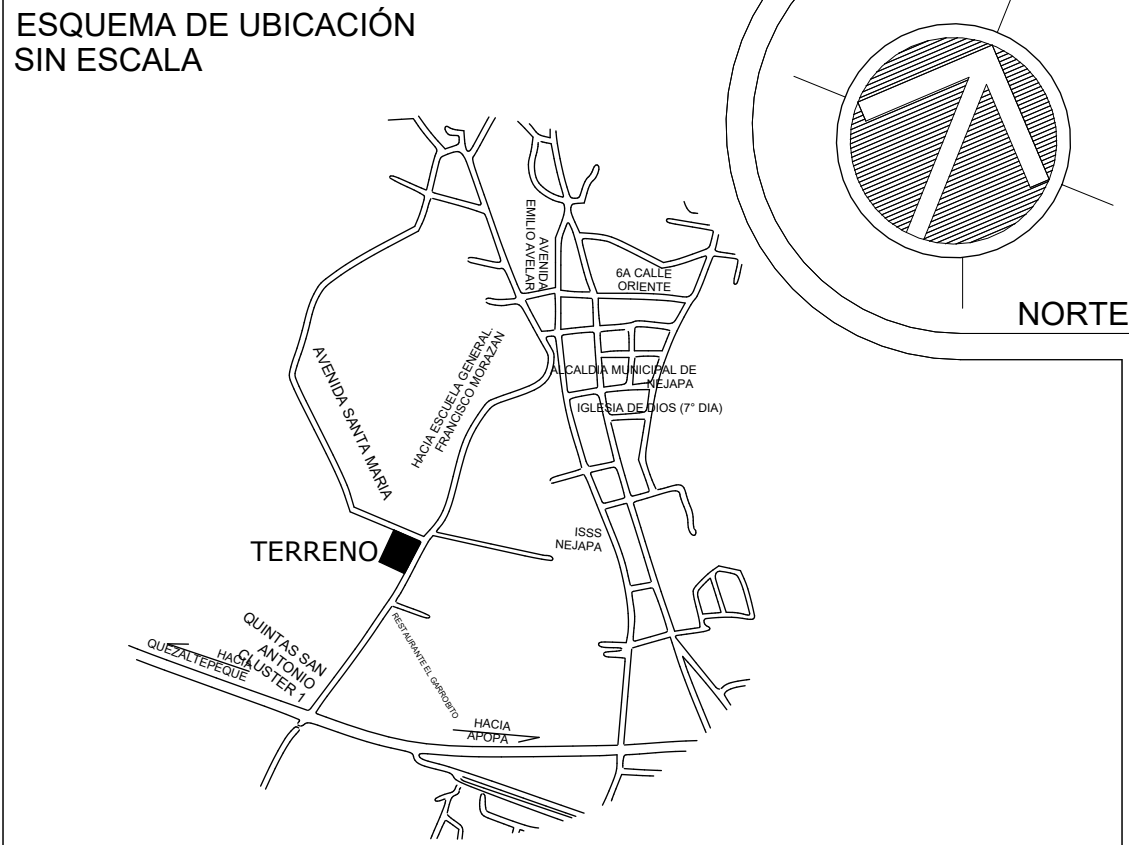 ESQUEMA DE UBICACIÓN
SIN ESCALA
NORTE
AVENIDA
EMILIO AVELAR
6A CALLE
ORIENTE
AVENIDA SANTA MARIA
HACIA ESCUELA GENERAL.
FRANCISCO MORAZAN
ALCALDIA MUNICIPAL DE
NEJAPA
IGLESIA DE DIOS (7° DIA)
ISSS
NEJAPA
TERRENO
QUINTAS SAN
ANTONIO
CLUSTER 1
HACIA
QUEZALTEPEQUE
RESTAURANTE EL GARROBITO
HACIA
APOPA